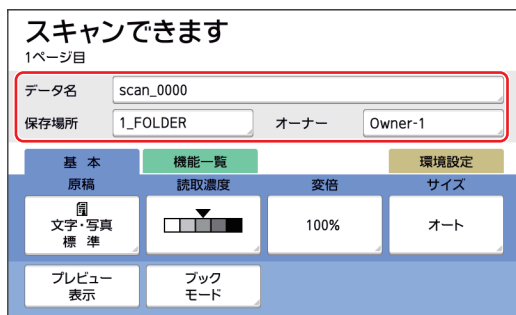 スキャンできます
1ページ目
データ名 scan_0000
保存場所 1_FOLDER オーナー Owner-1
基 本 機能一覧 環境設定
原稿 読取濃度 変倍 サイズ
文字・写真
標 準
100%
オート
プレビュー
表示
ブック
モード